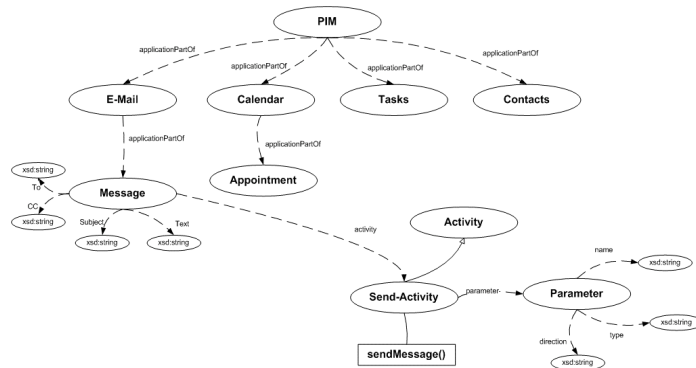 PIM
applicationPartOf
applicationPartOf
applicationPartOf
applicationPartOf
E-Mail
Calendar
Tasks
Contacts
applicationPartOf
applicationPartOf
xsd:string
To
Message
Appointment
CC
xsd:string
Subject
Text
xsd:string
xsd:string
activity
Activity
name
xsd:string
Send-Activity
parameter
Parameter
direction
type
xsd:string
sendMessage()
xsd:string